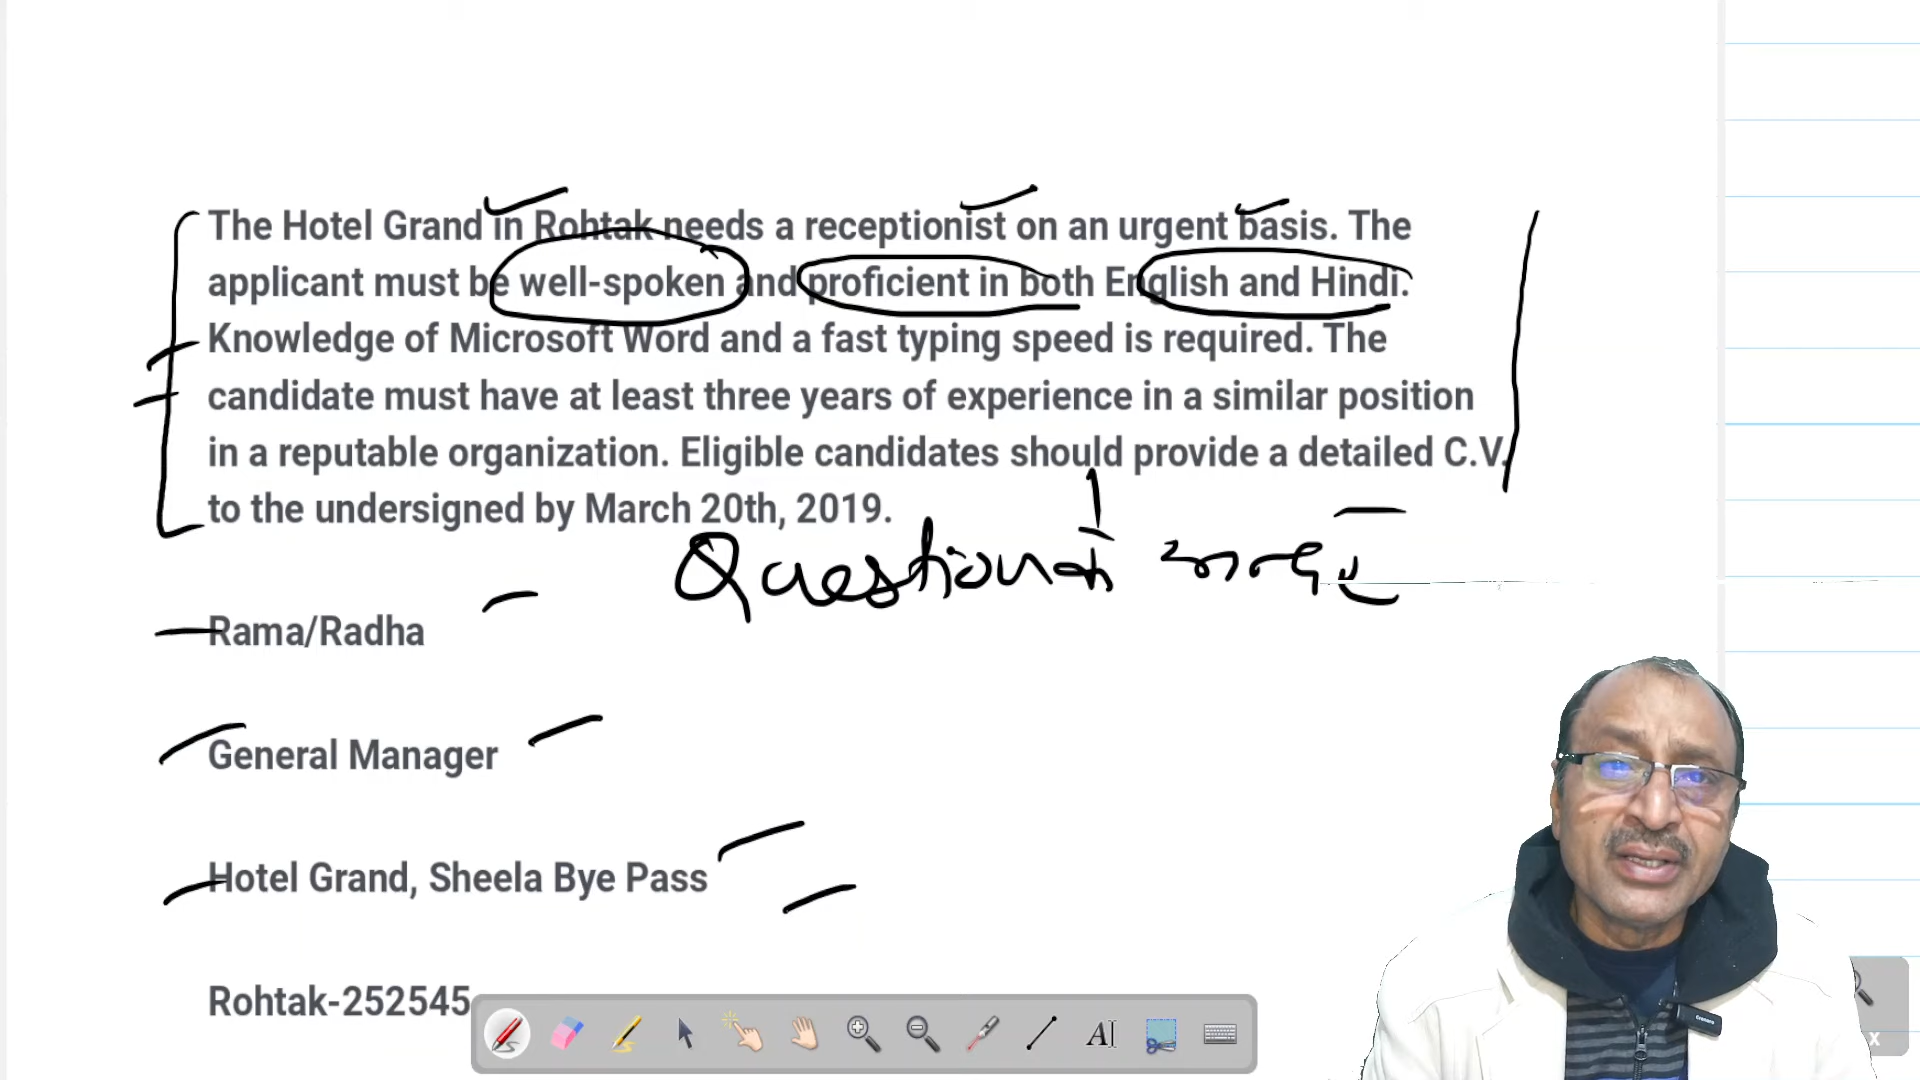 The Hotel Grand in Rohtak needs a receptionist on an urgent basis. The
applicant must be well-spoken and proficient in both English and Hindi.
Knowledge of Microsoft Word and a fast typing speed is required. The
candidate must have at least three years of experience in a similar position
in a reputable organization. Eligible candidates should provide a detailed C.V.
to the undersigned by March 20th, 2019.
Question
Rama/Radha
General Manager
Hotel Grand, Sheela Bye Pass
Rohtak-252545